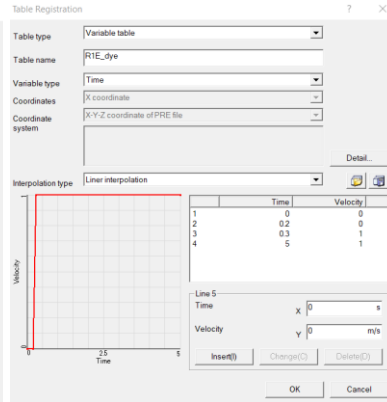 Table Registration ? ×
Table type Variable table
Table name R1E_dye
Variable type Time
Coordinates X coordinate
Coordinate system X-Y-Z coordinate of PRE file
Detail...
Interpolation type Liner interpolation
Time Velocity
1 0 0
2 0.2 0
3 0.3 1
4 5 1
1
Velocity
0
0 2.5 5
Time
Line 5
Time X 0 s
Velocity Y 0 m/s
Insert(I) Change(C) Delete(D)
OK Cancel